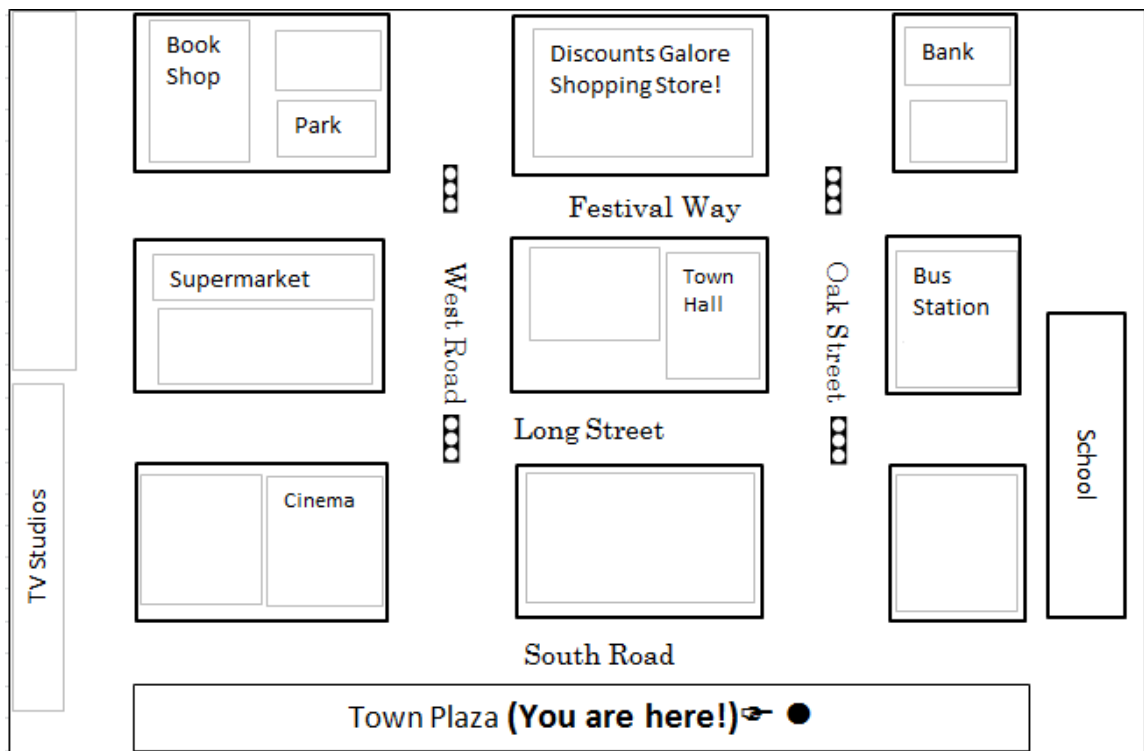 Book
Shop
Park
Discounts Galore
Shopping Store!
Bank
Festival Way
Supermarket
West Road
Town
Hall
Oak Street
Bus
Station
Long Street
School
TV Studios
Cinema
South Road
Town Plaza (You are here!)